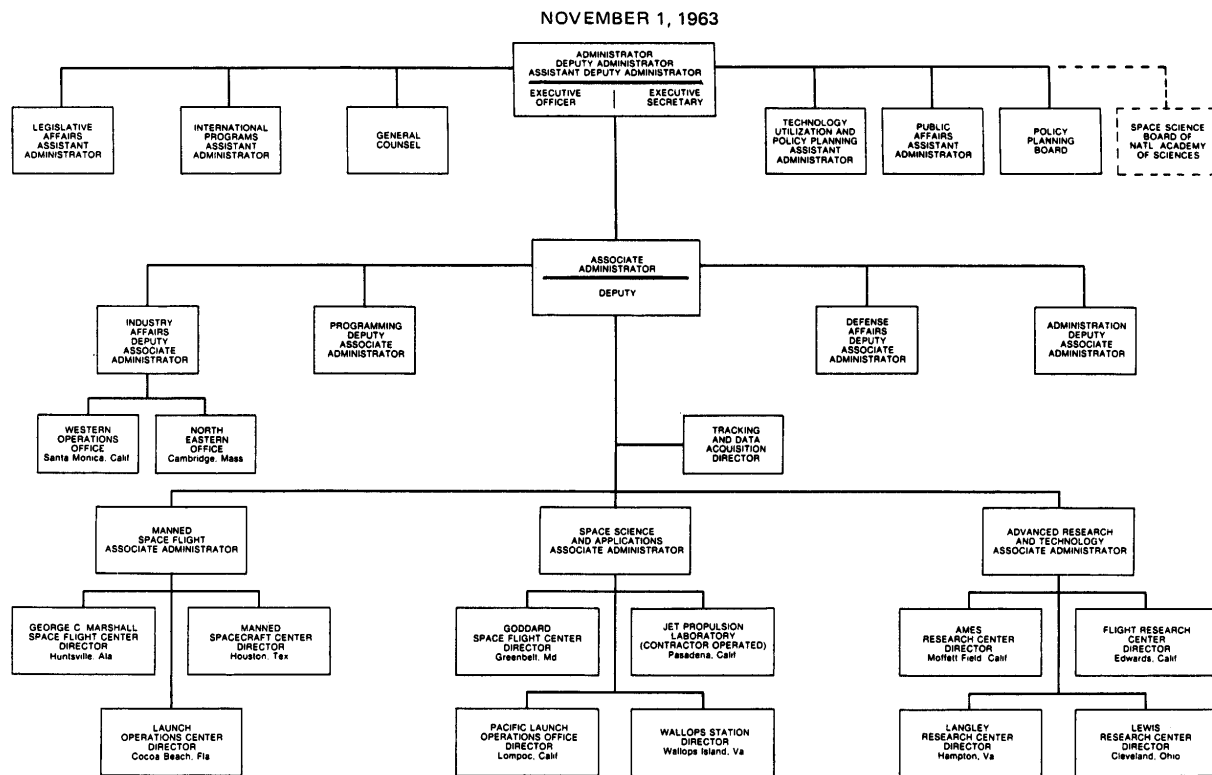 NOVEMBER 1, 1963
ADMINISTRATOR
DEPUTY ADMINISTRATOR
ASSISTANT DEPUTY ADMINISTRATOR
EXECUTIVE
OFFICER
EXECUTIVE
SECRETARY
LEGISLATIVE
AFFAIRS
ASSISTANT
ADMINISTRATOR
INTERNATIONAL
PROGRAMS
ASSISTANT
ADMINISTRATOR
GENERAL
COUNSEL
TECHNOLOGY
UTILIZATION AND
POLICY PLANNING
ASSISTANT
ADMINISTRATOR
PUBLIC
AFFAIRS
ASSISTANT
ADMINISTRATOR
POLICY
PLANNING
BOARD
SPACE SCIENCE
BOARD OF
NATL. ACADEMY
OF SCIENCES
ASSOCIATE
ADMINISTRATOR
DEPUTY
INDUSTRY
AFFAIRS
DEPUTY
ASSOCIATE
ADMINISTRATOR
PROGRAMMING
DEPUTY
ASSOCIATE
ADMINISTRATOR
DEFENSE
AFFAIRS
DEPUTY
ASSOCIATE
ADMINISTRATOR
ADMINISTRATION
DEPUTY
ASSOCIATE
ADMINISTRATOR
WESTERN
OPERATIONS
OFFICE
Santa Monica, Calif
NORTH
EASTERN
OFFICE
Cambridge, Mass
TRACKING
AND DATA
ACQUISITION
DIRECTOR
MANNED
SPACE FLIGHT
ASSOCIATE ADMINISTRATOR
SPACE SCIENCE
AND APPLICATIONS
ASSOCIATE ADMINISTRATOR
ADVANCED RESEARCH
AND TECHNOLOGY
ASSOCIATE ADMINISTRATOR
GEORGE C. MARSHALL
SPACE FLIGHT CENTER
DIRECTOR
Huntsville, Ala
MANNED
SPACECRAFT CENTER
DIRECTOR
Houston, Tex
GODDARD
SPACE FLIGHT CENTER
DIRECTOR
Greenbelt, Md
JET PROPULSION
LABORATORY
(CONTRACTOR OPERATED)
Pasadena, Calif
AMES
RESEARCH CENTER
DIRECTOR
Moffett Field, Calif
FLIGHT RESEARCH
CENTER
DIRECTOR
Edwards, Calif
LAUNCH
OPERATIONS CENTER
DIRECTOR
Cocoa Beach, Fla
PACIFIC LAUNCH
OPERATIONS OFFICE
DIRECTOR
Lompoc, Calif
WALLOPS STATION
DIRECTOR
Wallops Island, Va
LANGLEY
RESEARCH CENTER
DIRECTOR
Hampton, Va
LEWIS
RESEARCH CENTER
DIRECTOR
Cleveland, Ohio